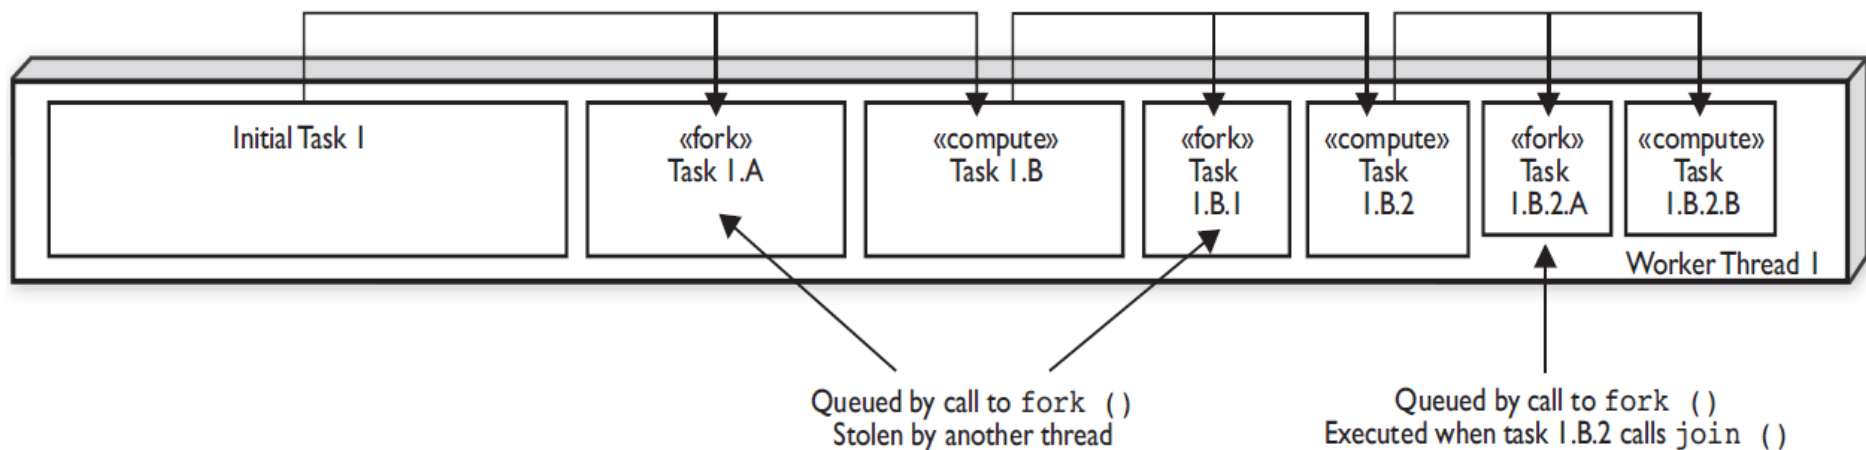 Initial Task 1
«fork»
Task 1.A
«compute»
Task 1.B
«fork»
Task
1.B.1
«compute»
Task
1.B.2
«fork»
Task
1.B.2.A
«compute»
Task
1.B.2.B
Worker Thread 1
Queued by call to fork ()
Stolen by another thread
Queued by call to fork ()
Executed when task 1.B.2 calls join ()